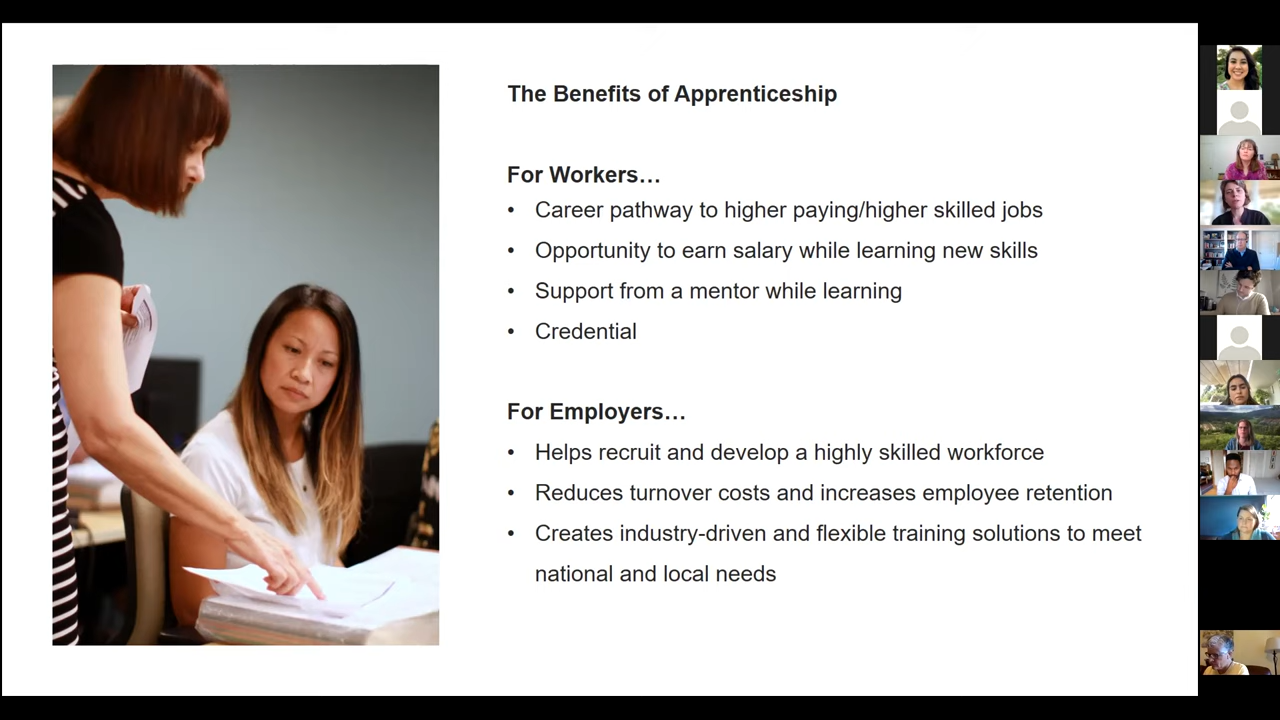 The Benefits of Apprenticeship
For Workers…
• Career pathway to higher paying/higher skilled jobs
• Opportunity to earn salary while learning new skills
• Support from a mentor while learning
• Credential
For Employers…
• Helps recruit and develop a highly skilled workforce
• Reduces turnover costs and increases employee retention
• Creates industry-driven and flexible training solutions to meet
national and local needs